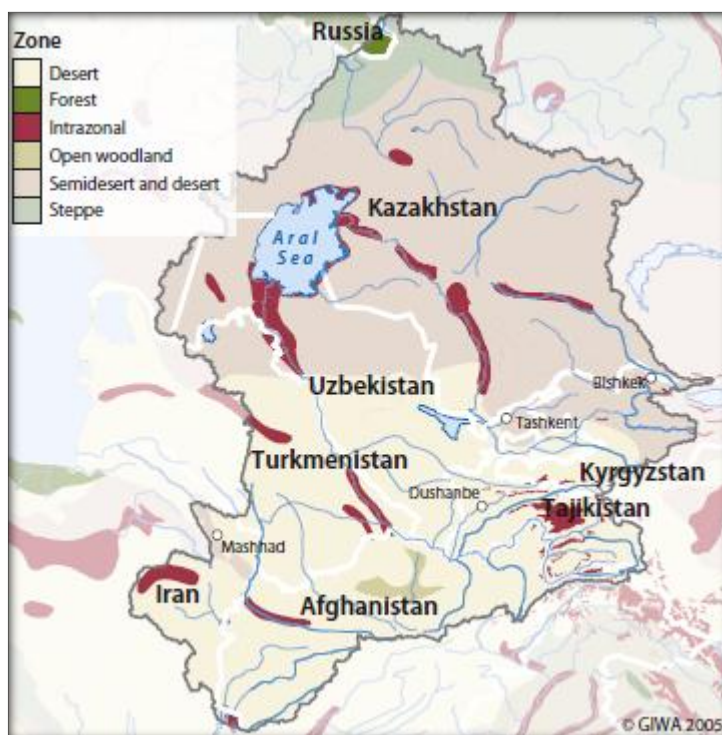 Zone
Desert
Forest
Intrazonal
Open woodland
Semidesert and desert
Steppe
Russia
Kazakhstan
Aral
Sea
Uzbekistan
Bishkek
Tashkent
Turkmenistan
Kyrgyzstan
Dushanbe
Tajikistan
Mashhad
Iran
Afghanistan
© GIWA 2005